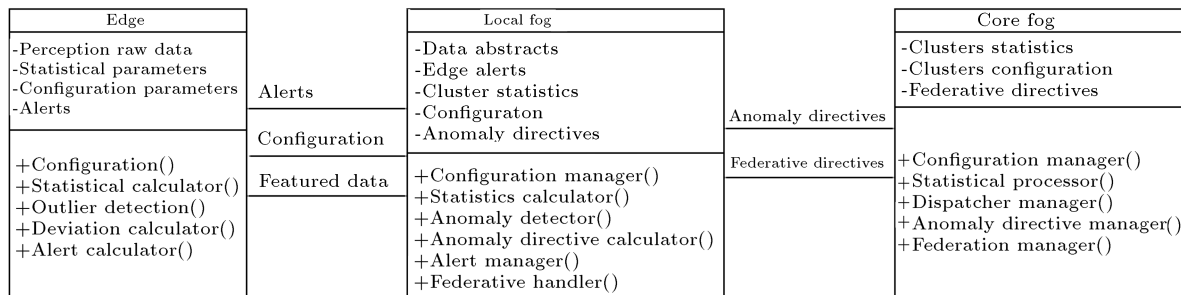 Edge
-Perception raw data
-Statistical parameters
-Configuration parameters
-Alerts
+Configuration()
+Statistical calculator()
+Outlier detection()
+Deviation calculator()
+Alert calculator()
Alerts
Configuration
Featured data
Local fog
-Data abstracts
-Edge alerts
-Cluster statistics
-Configuraton
-Anomaly directives
+Configuration manager()
+Statistics calculator()
+Anomaly detector()
+Anomaly directive calculator()
+Alert manager()
+Federative handler()
Anomaly directives
Federative directives
Core fog
-Clusters statistics
-Clusters configuration
-Federative directives
+Configuration manager()
+Statistical processor()
+Dispatcher manager()
+Anomaly directive manager()
+Federation manager()